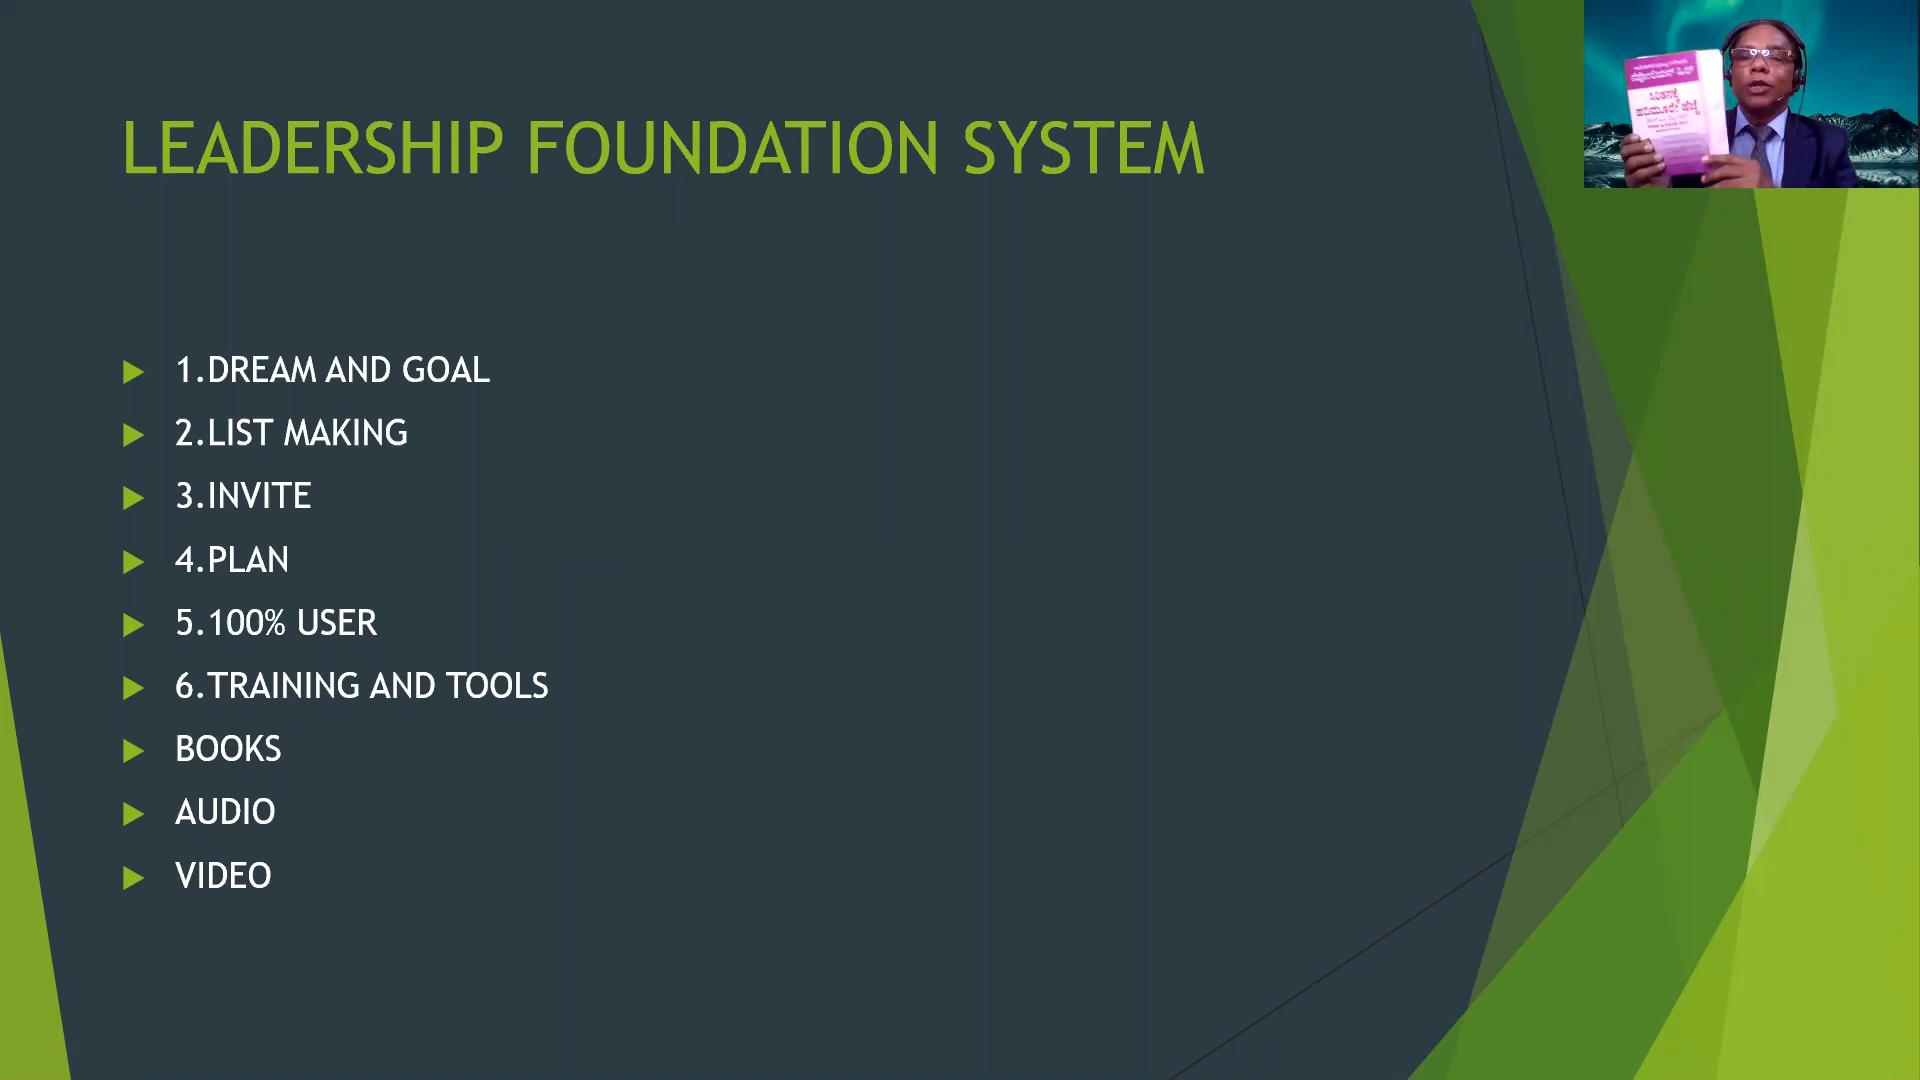 LEADERSHIP FOUNDATION SYSTEM
1.DREAM AND GOAL
2.LIST MAKING
3.INVITE
4.PLAN
5.100% USER
6.TRAINING AND TOOLS
BOOKS
AUDIO
VIDEO